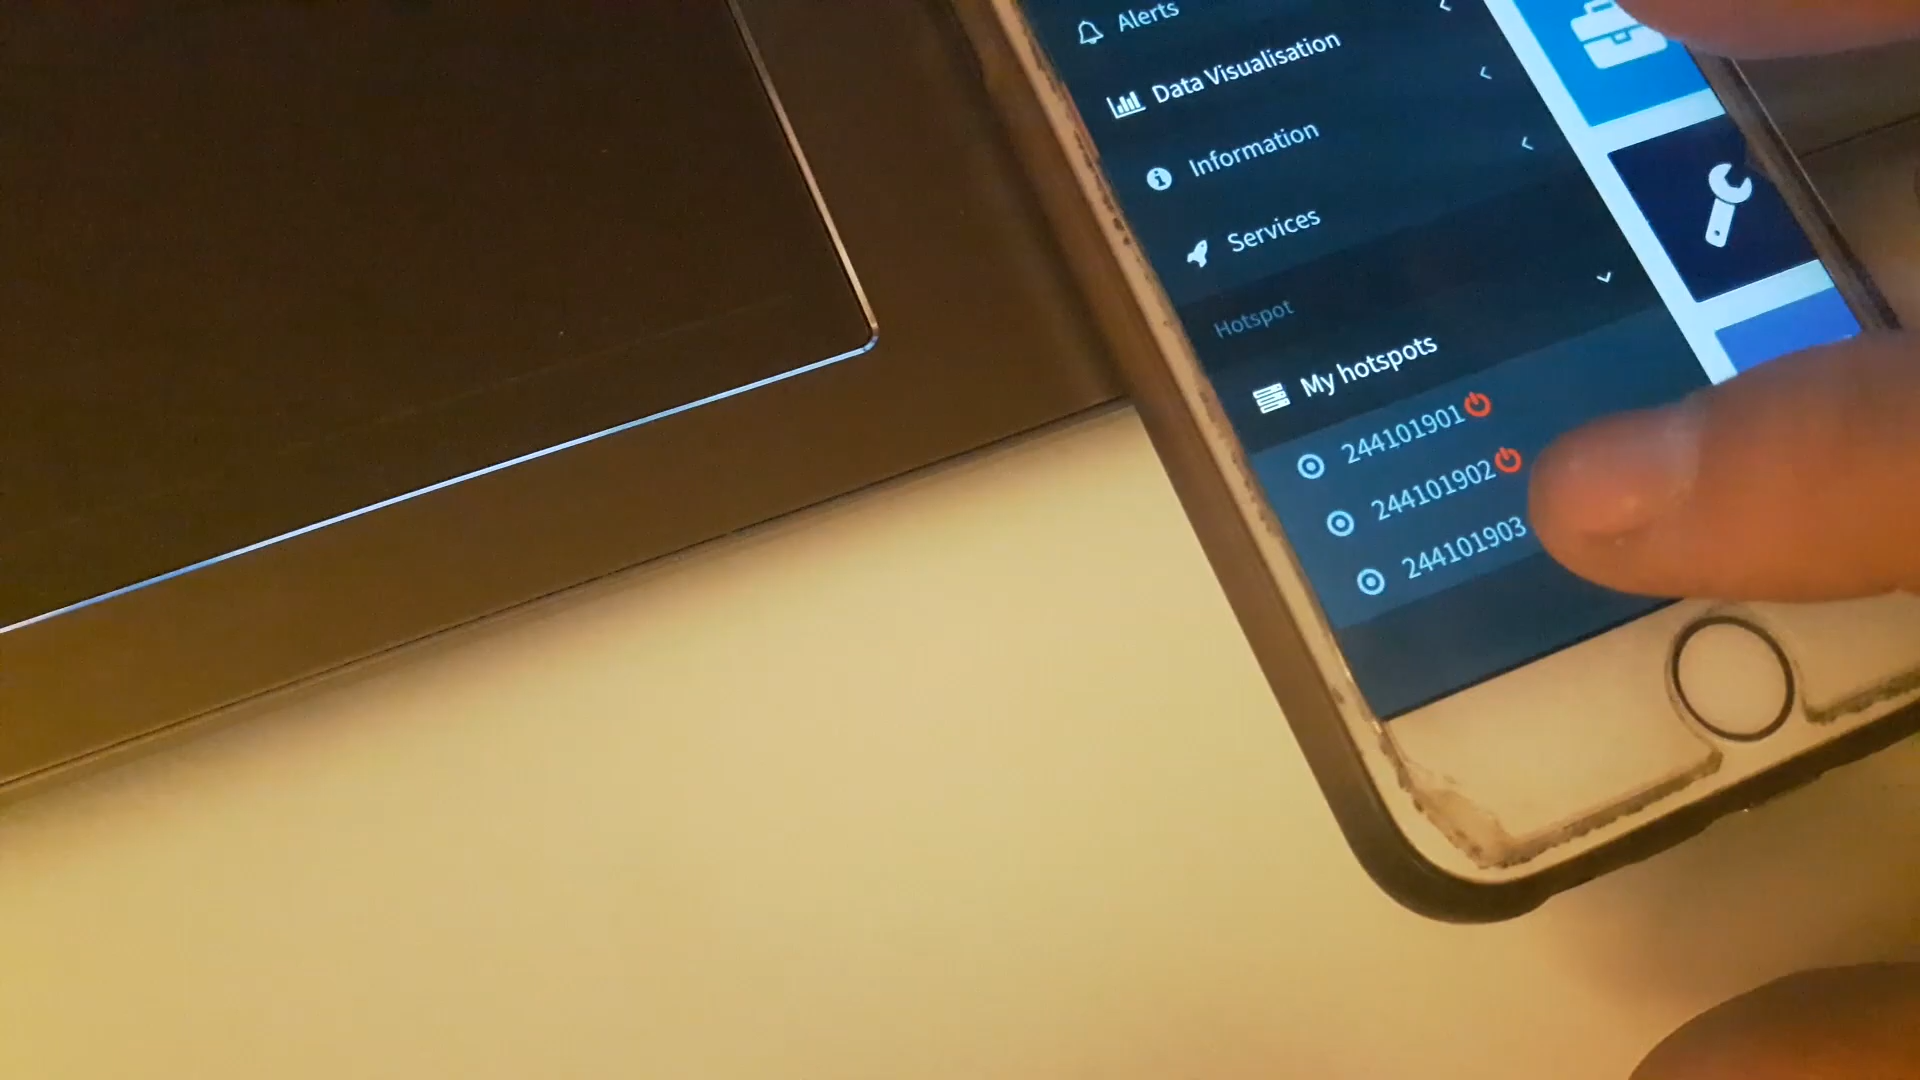 Alerts
Data Visualisation
Information
Services
Hotspot
My hotspots
244101901
244101902
244101903